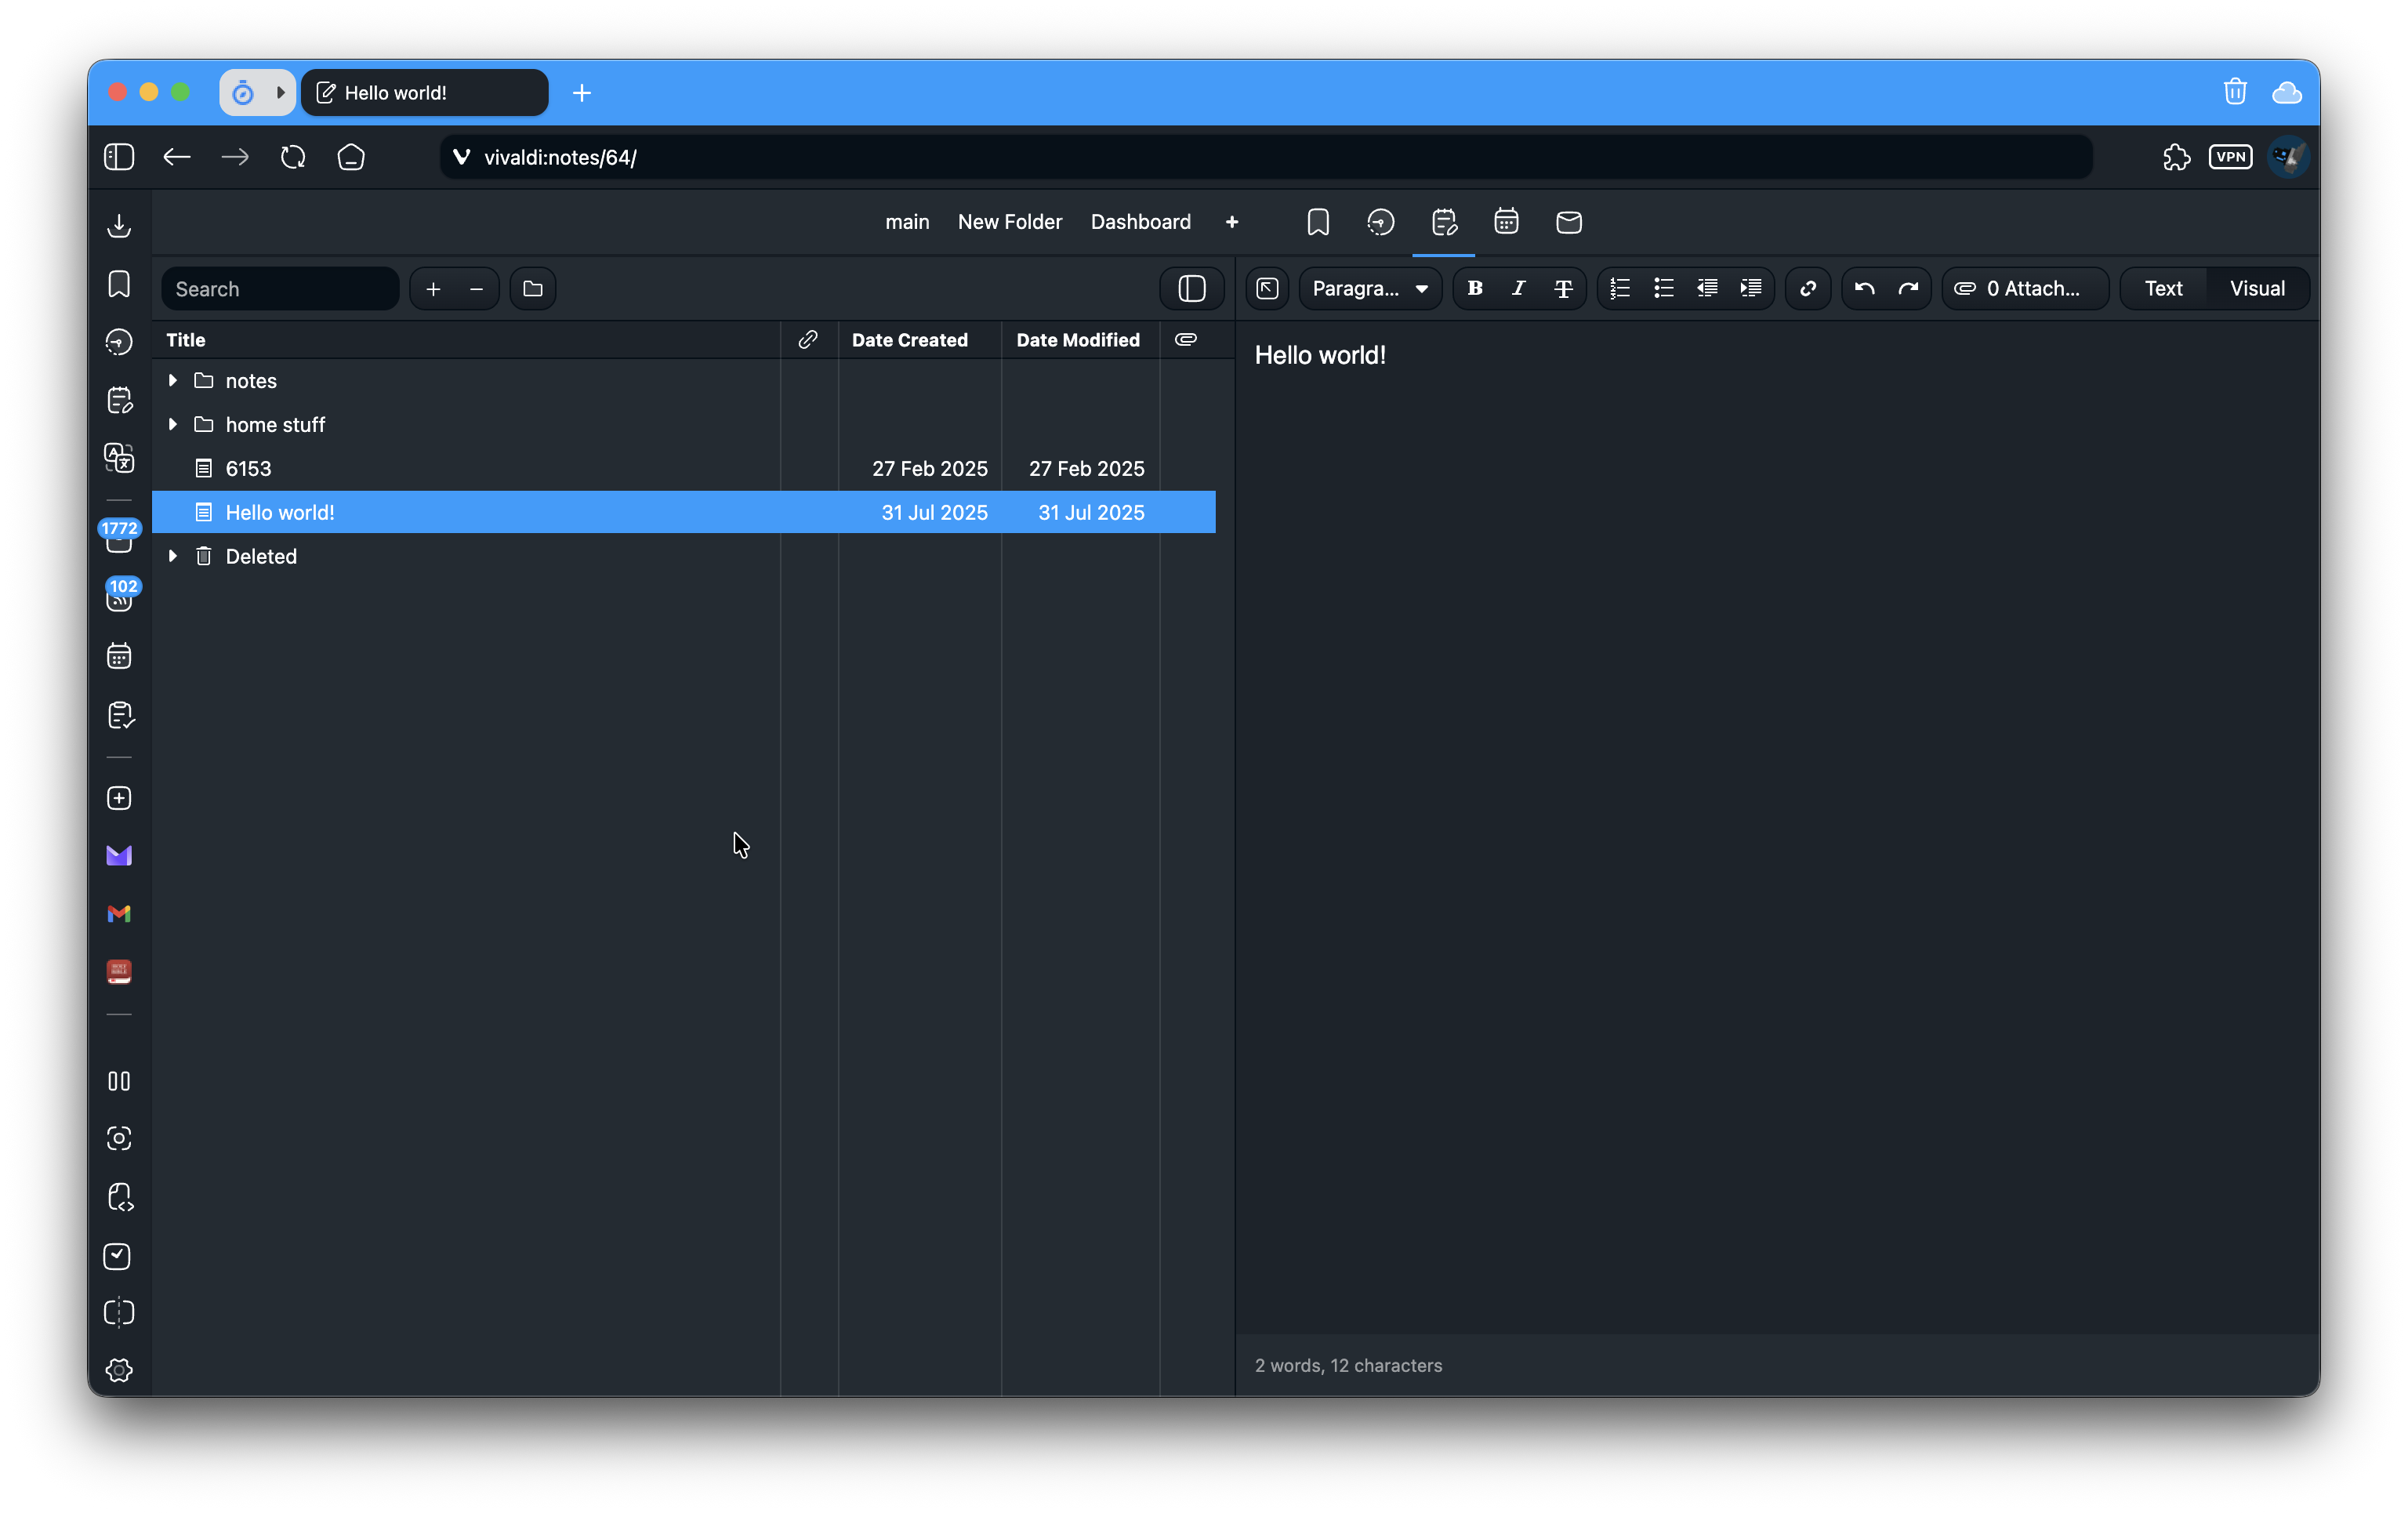 Hello world!
vivaldi:notes/64/
VPN
main New Folder Dashboard
Search
Paragra...
B I T
0 Attach...
Text Visual
Title Date Created Date Modified
Hello world!
notes
home stuff
6153 27 Feb 2025 27 Feb 2025
Hello world! 31 Jul 2025 31 Jul 2025
Deleted
1772
102
2 words, 12 characters